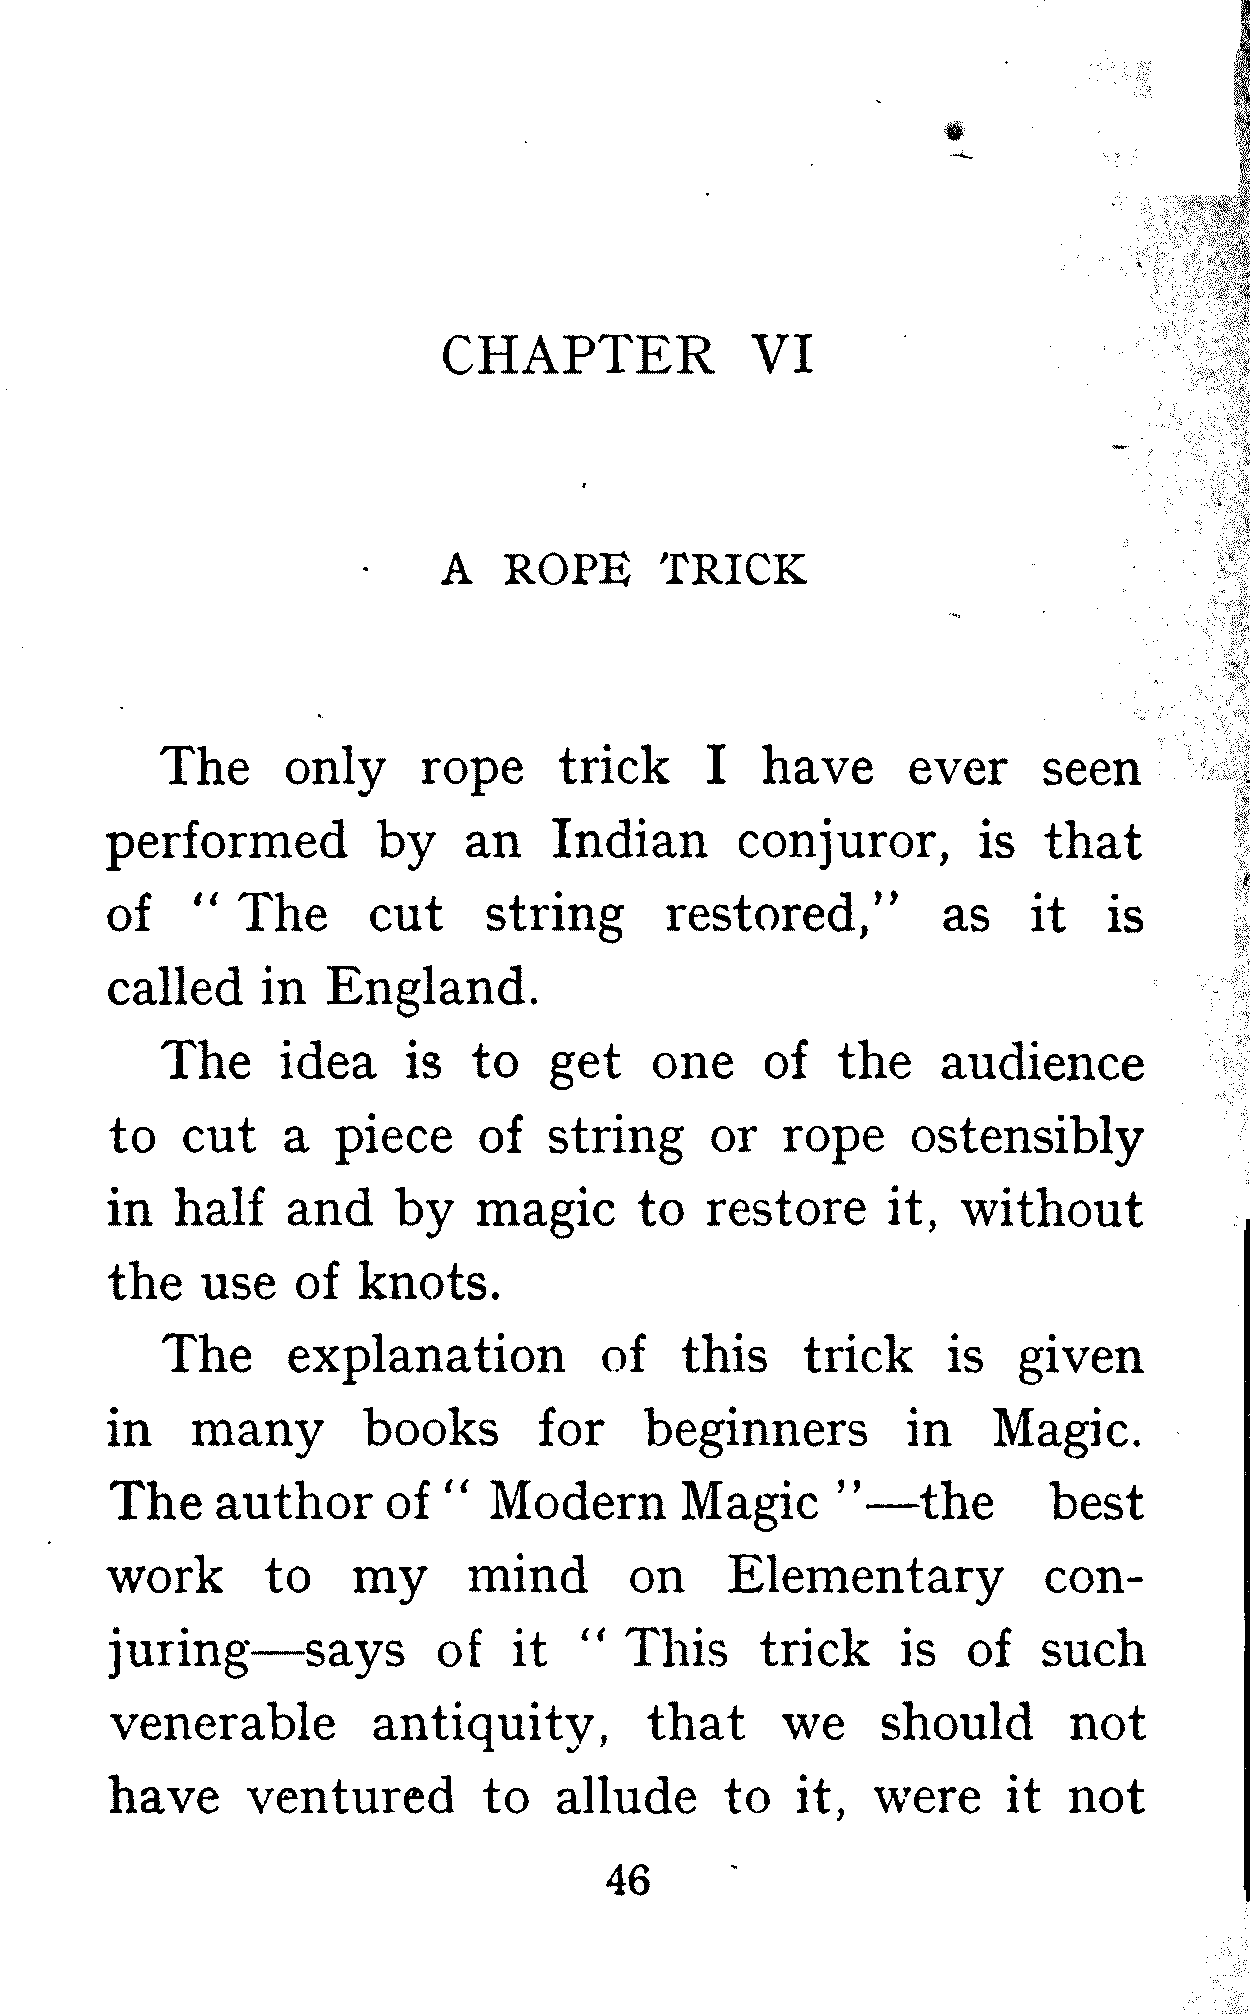 CHAPTER VI
A ROPE TRICK
The only rope trick I have ever seen
performed by an Indian conjuror, is that
of " The cut string restored," as it is
called in England.
The idea is to get one of the audience
to cut a piece of string or rope ostensibly
in half and by magic to restore it, without
the use of knots.
The explanation of this trick is given
in many books for beginners in Magic.
The author of " Modern Magic "—the best
work to my mind on Elementary con-
juring—says of it " This trick is of such
venerable antiquity, that we should not
have ventured to allude to it, were it not
46